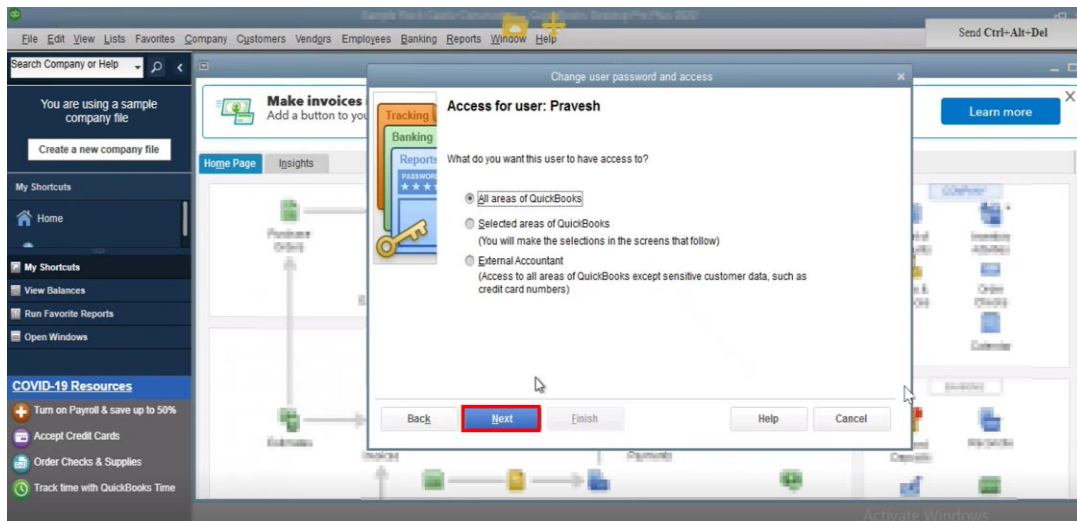 File Edit View Lists Favorites Company Customers Vendors Employees Banking Reports Window Help
Send Ctrl+Alt+Del
Search Company or Help
You are using a sample
company file
Create a new company file
My Shortcuts
Home
My Shortcuts
View Balances
Run Favorite Reports
Open Windows
COVID-19 Resources
Turn on Payroll & save up to 50%
Accept Credit Cards
Order Checks & Supplies
Track time with QuickBooks Time
Make invoices
Add a button to you
Learn more
Home Page Insights
Change user password and access
Tracking
Banking
Reports
PASSWOR
Access for user: Pravesh
What do you want this user to have access to?
All areas of QuickBooks
Selected areas of QuickBooks
(You will make the selections in the screens that follow)
External Accountant
(Access to all areas of QuickBooks except sensitive customer data, such as
credit card numbers)
Back Next Finish Help Cancel
Activate Windows